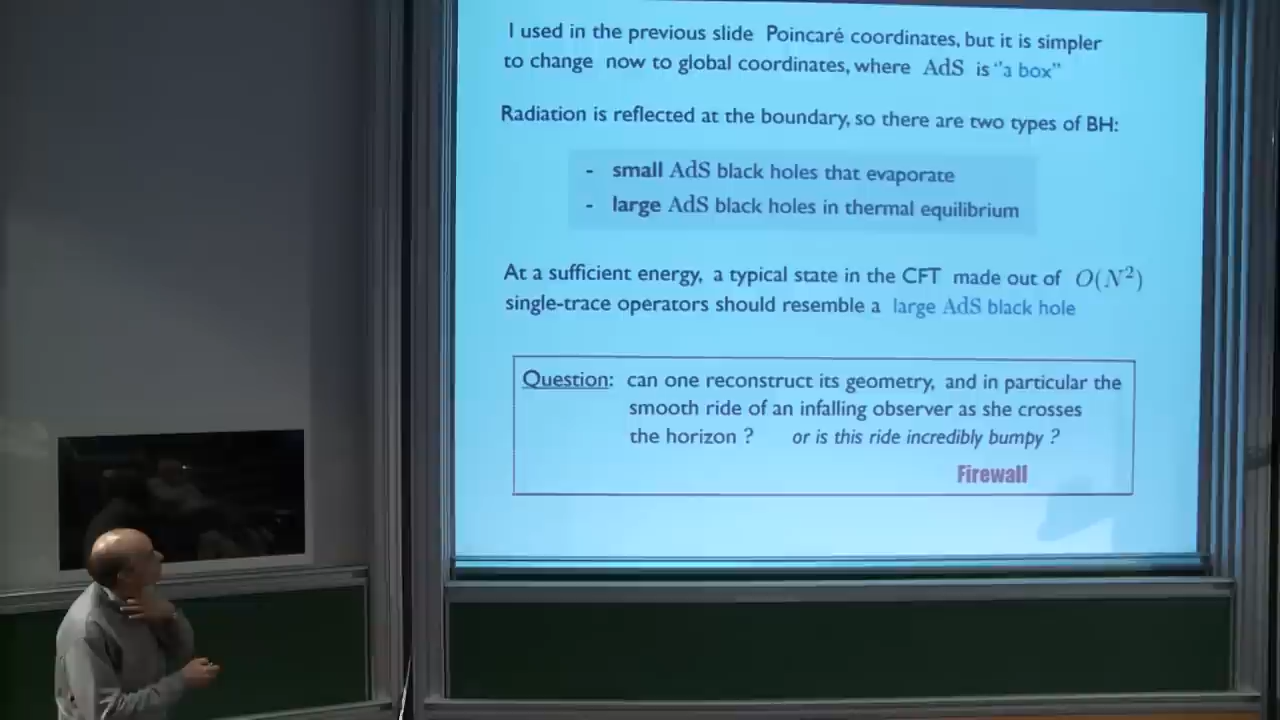 I used in the previous slide Poincaré coordinates, but it is simpler
to change now to global coordinates, where AdS is "a box"
Radiation is reflected at the boundary, so there are two types of BH:
- small AdS black holes that evaporate
- large AdS black holes in thermal equilibrium
At a sufficient energy, a typical state in the CFT made out of O(N²)
single-trace operators should resemble a large AdS black hole
Question: can one reconstruct its geometry, and in particular the
smooth ride of an infalling observer as she crosses
the horizon ? or is this ride incredibly bumpy ?
Firewall